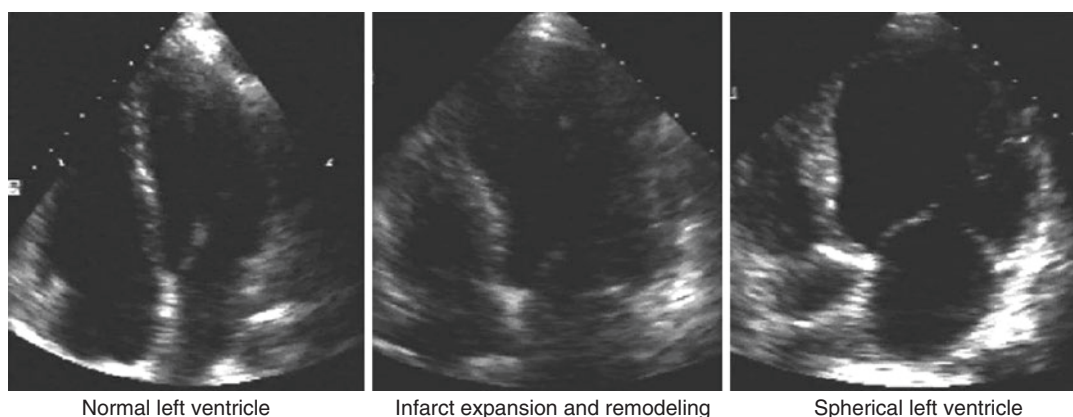 Normal left ventricle
Infarct expansion and remodeling
Spherical left ventricle